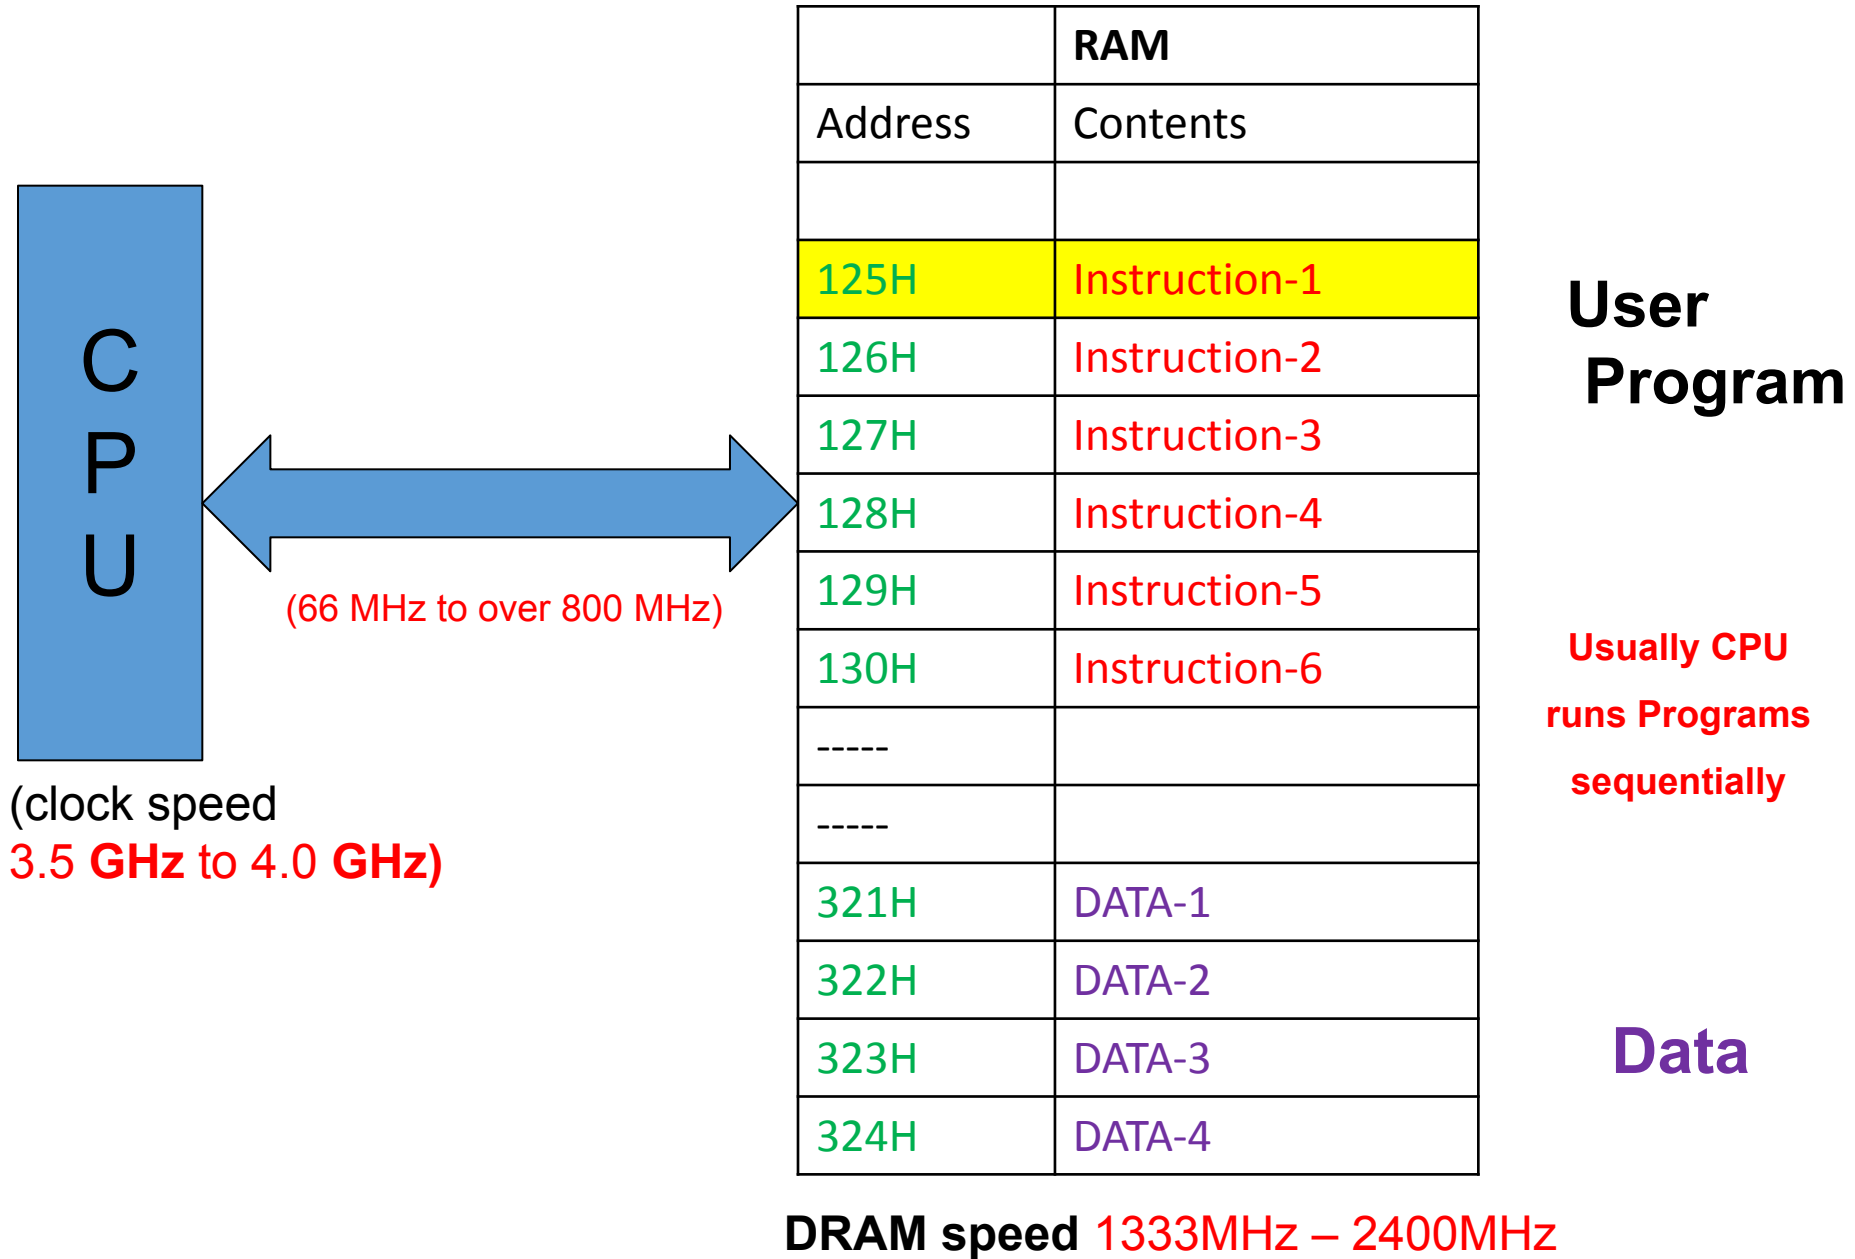 RAM
Address Contents
125H Instruction-1
126H Instruction-2
127H Instruction-3
128H Instruction-4
129H Instruction-5
130H Instruction-6
-----
-----
321H DATA-1
322H DATA-2
323H DATA-3
324H DATA-4
C
P
U
(66 MHz to over 800 MHz)
(clock speed
3.5 GHz to 4.0 GHz)
User
Program
Usually CPU
runs Programs
sequentially
Data
DRAM speed 1333MHz – 2400MHz